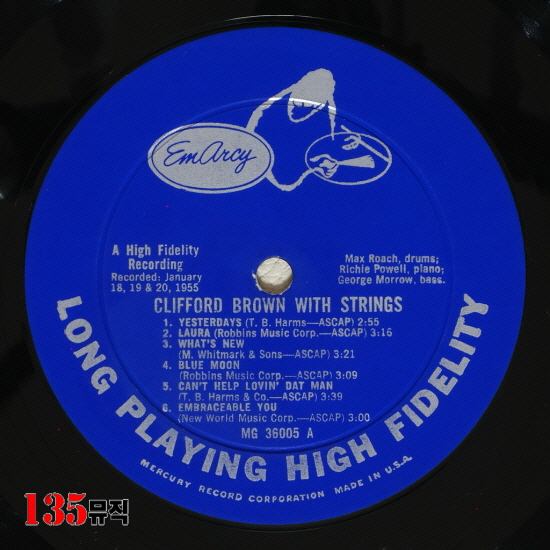 EmArcy
A High Fidelity
Recording
Recorded: January
18, 19 & 20, 1955
Max Roach, drums;
Richie Powell, piano;
George Morrow, bass.
CLIFFORD BROWN WITH STRINGS
1. YESTERDAYS (T. B. Harms—ASCAP) 2:55
2. LAURA (Robbins Music Corp.—ASCAP) 3:16
3. WHAT'S NEW
(M. Whitmark & Sons—ASCAP) 3:21
4. BLUE MOON
(Robbins Music Corp.—ASCAP) 3:09
5. CAN'T HELP LOVIN' DAT MAN
(T. B. Harms & Co.—ASCAP) 3:39
6. EMBRACEABLE YOU
(New World Music Corp.—ASCAP) 3:00
MG 36005 A
LONG PLAYING HIGH FIDELITY
MERCURY RECORD CORPORATION MADE IN U.S.A.
135뮤직